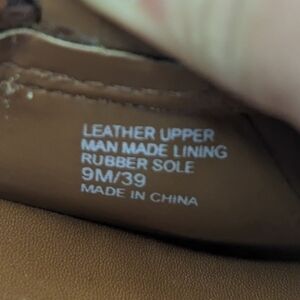 LEATHER UPPER
MAN MADE LINING
RUBBER SOLE
9M/39
MADE IN CHINA